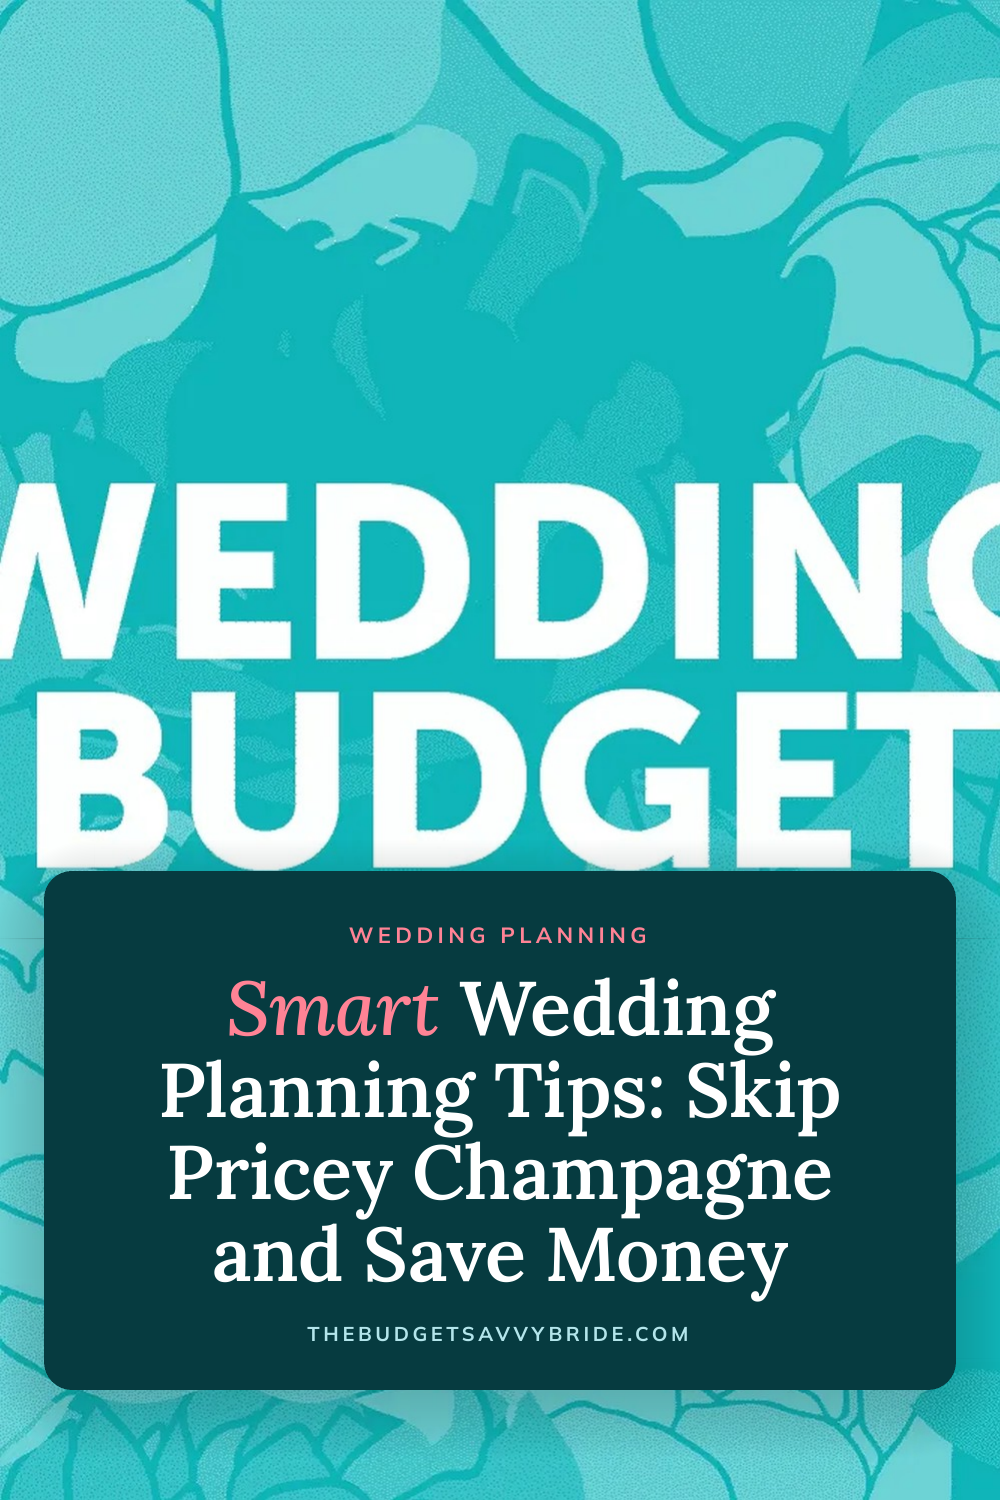 WEDDING
BUDGET
WEDDING PLANNING
Smart Wedding
Planning Tips: Skip
Pricey Champagne
and Save Money
THEBUDGETSAVVYBRIDE.COM